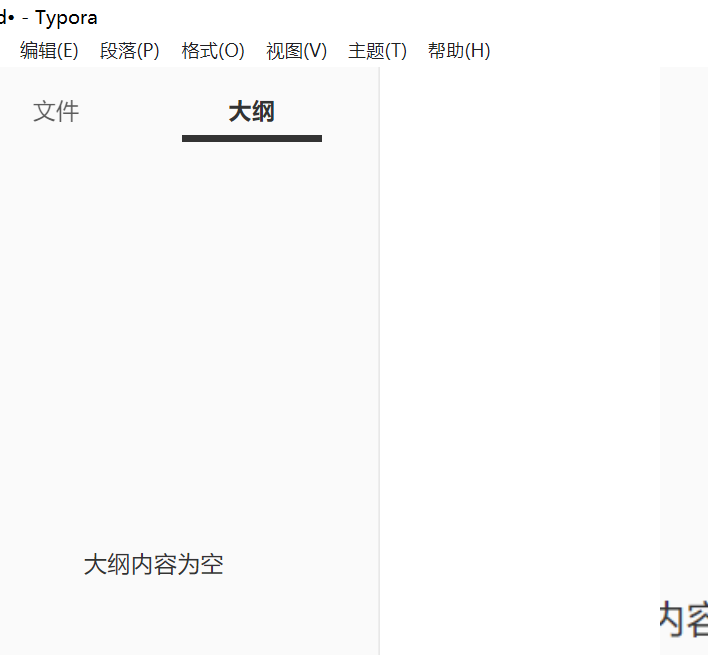 d• - Typora
编辑(E) 段落(P) 格式(O) 视图(V) 主题(T) 帮助(H)
文件 大纲
大纲内容为空
内容